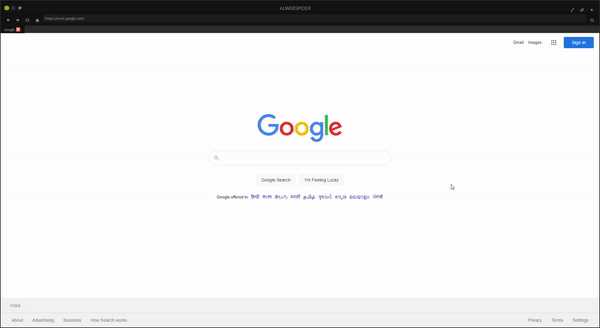 ALWEBSPIDER
https://www.google.com/
Google
Gmail Images Sign in
Google
Google Search I'm Feeling Lucky
Google offered in: हिन्दी বাংলা తెలుగు मराठी தமிழ் ગુજરાતી ಕನ್ನಡ മലയാളം ਪੰਜਾਬੀ
India
About Advertising Business How Search works Privacy Terms Settings